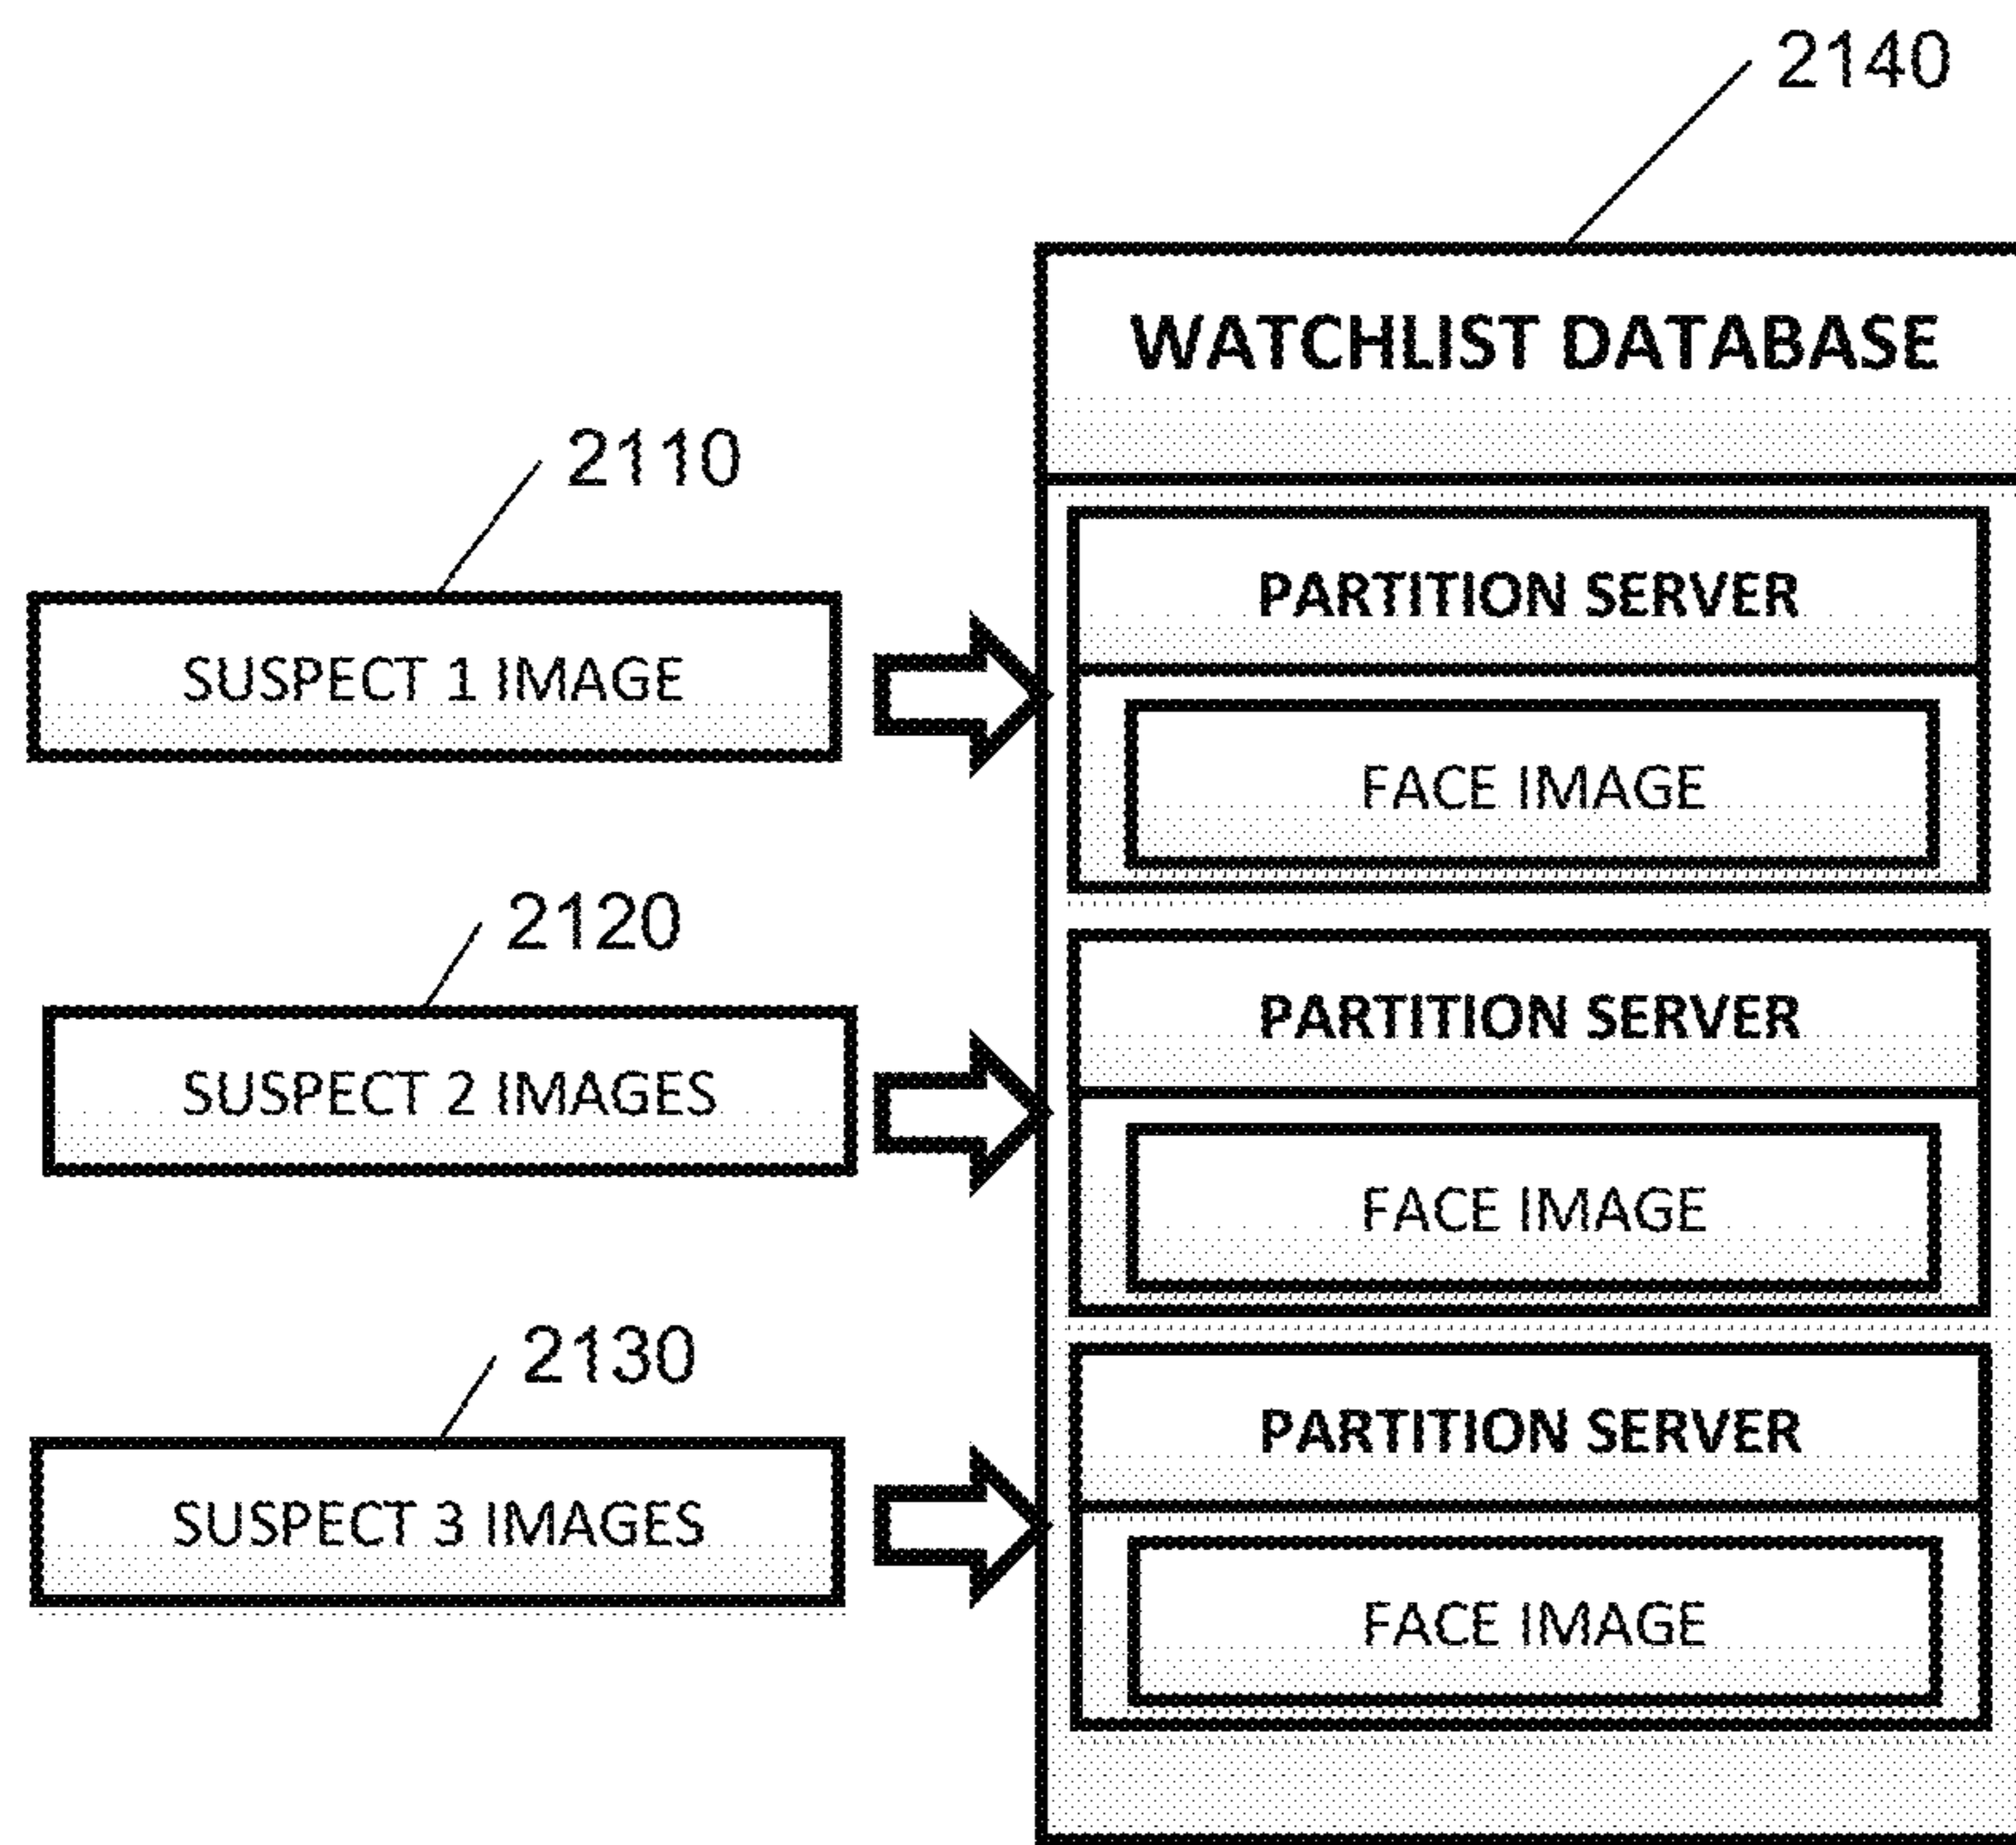 2140
WATCHLIST DATABASE
2110
SUSPECT 1 IMAGE
PARTITION SERVER
FACE IMAGE
2120
SUSPECT 2 IMAGES
PARTITION SERVER
FACE IMAGE
2130
SUSPECT 3 IMAGES
PARTITION SERVER
FACE IMAGE